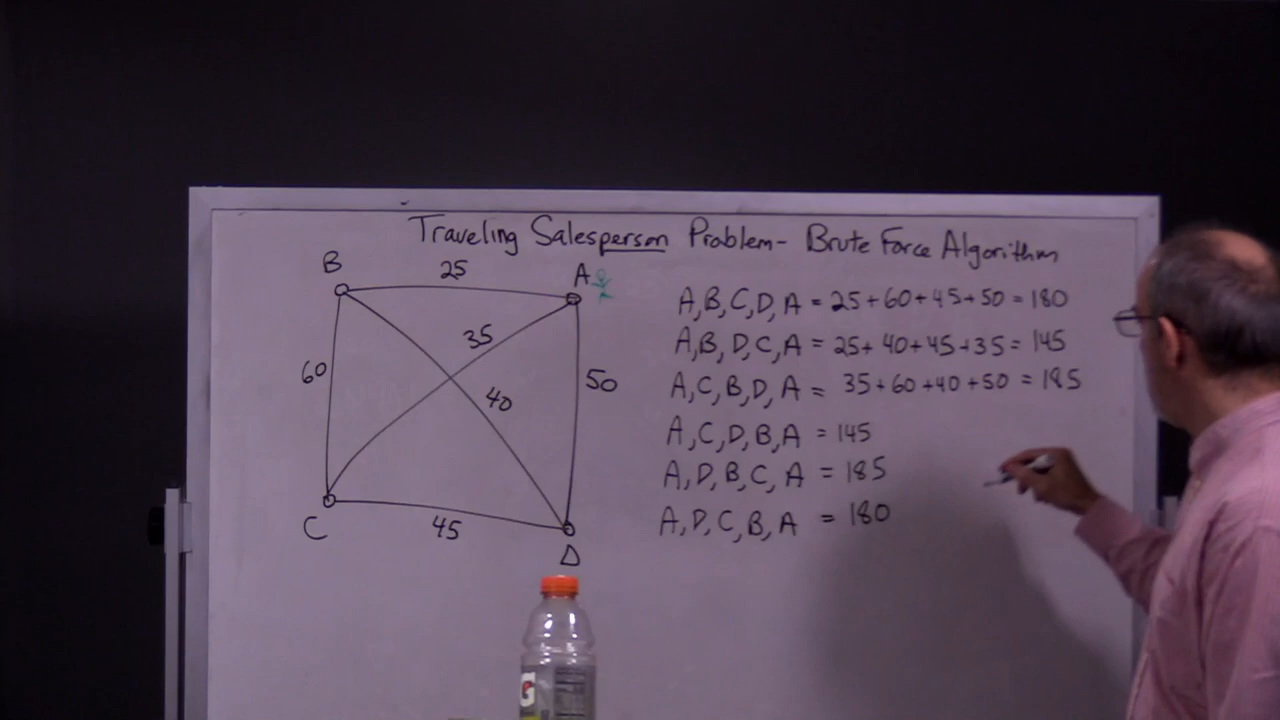 Traveling Salesperson Problem- Brute Force Algorithm
B 25 A
35
60 50
40
C 45 D
A,B,C,D,A = 25+60+45+50 = 180
A,B,D,C,A = 25+40+45+35 = 145
A,C,B,D,A = 35+60+40+50 = 185
A,C,D,B,A = 145
A,D,B,C,A = 185
A,D,C,B,A = 180
G